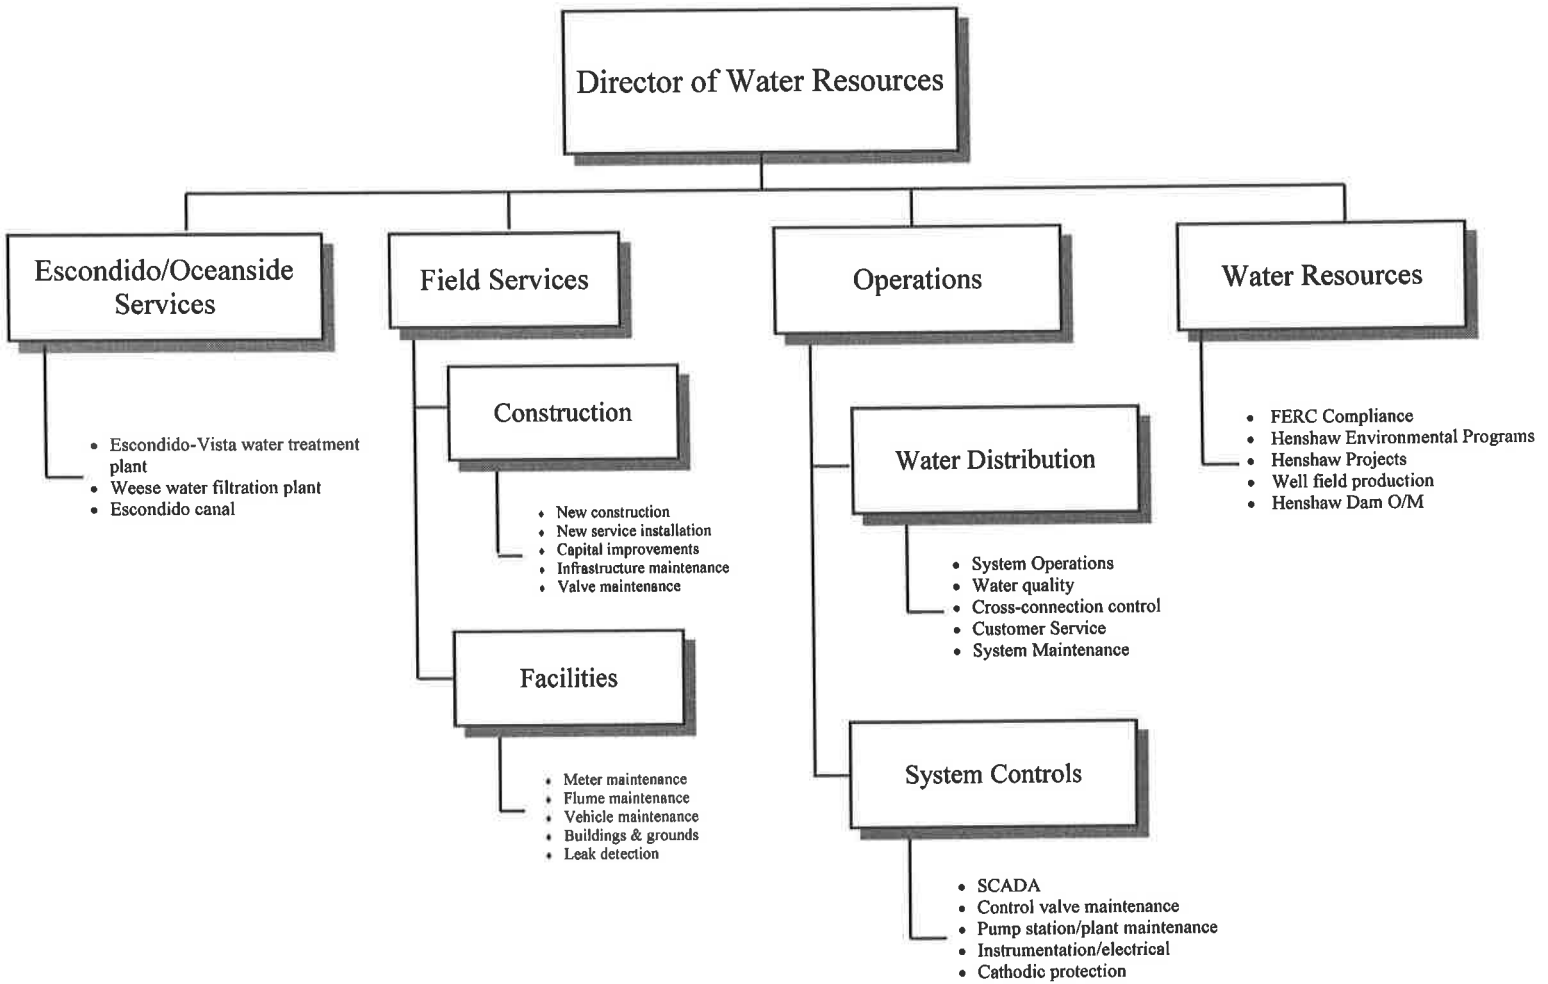 Director of Water Resources
Escondido/Oceanside
Services
• Escondido-Vista water treatment
plant
• Weese water filtration plant
• Escondido canal
Field Services
Construction
♦ New construction
♦ New service installation
♦ Capital improvements
♦ Infrastructure maintenance
♦ Valve maintenance
Facilities
♦ Meter maintenance
♦ Flume maintenance
♦ Vehicle maintenance
♦ Buildings & grounds
♦ Leak detection
Operations
Water Distribution
• System Operations
• Water quality
• Cross-connection control
• Customer Service
• System Maintenance
System Controls
• SCADA
• Control valve maintenance
• Pump station/plant maintenance
• Instrumentation/electrical
• Cathodic protection
Water Resources
• FERC Compliance
• Henshaw Environmental Programs
• Henshaw Projects
• Well field production
• Henshaw Dam O/M